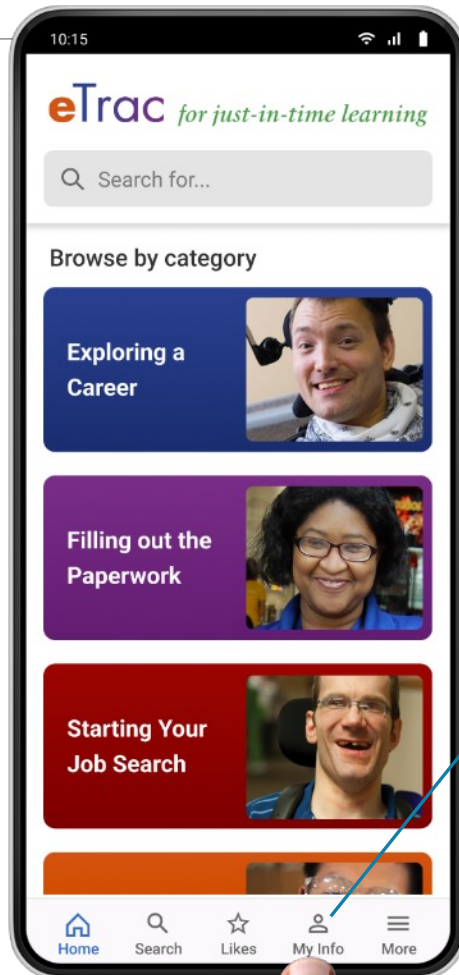 10:15
eTrac for just-in-time learning
Search for...
Browse by category
Exploring a
Career
Filling out the
Paperwork
Starting Your
Job Search
Home Search Likes My Info More